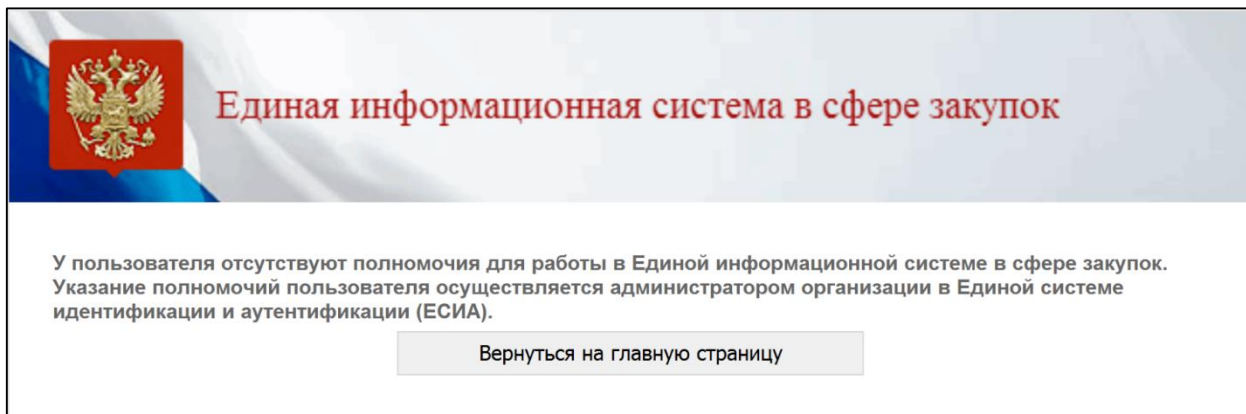 Единая информационная система в сфере закупок
У пользователя отсутствуют полномочия для работы в Единой информационной системе в сфере закупок.
Указание полномочий пользователя осуществляется администратором организации в Единой системе
идентификации и аутентификации (ЕСИА).
Вернуться на главную страницу